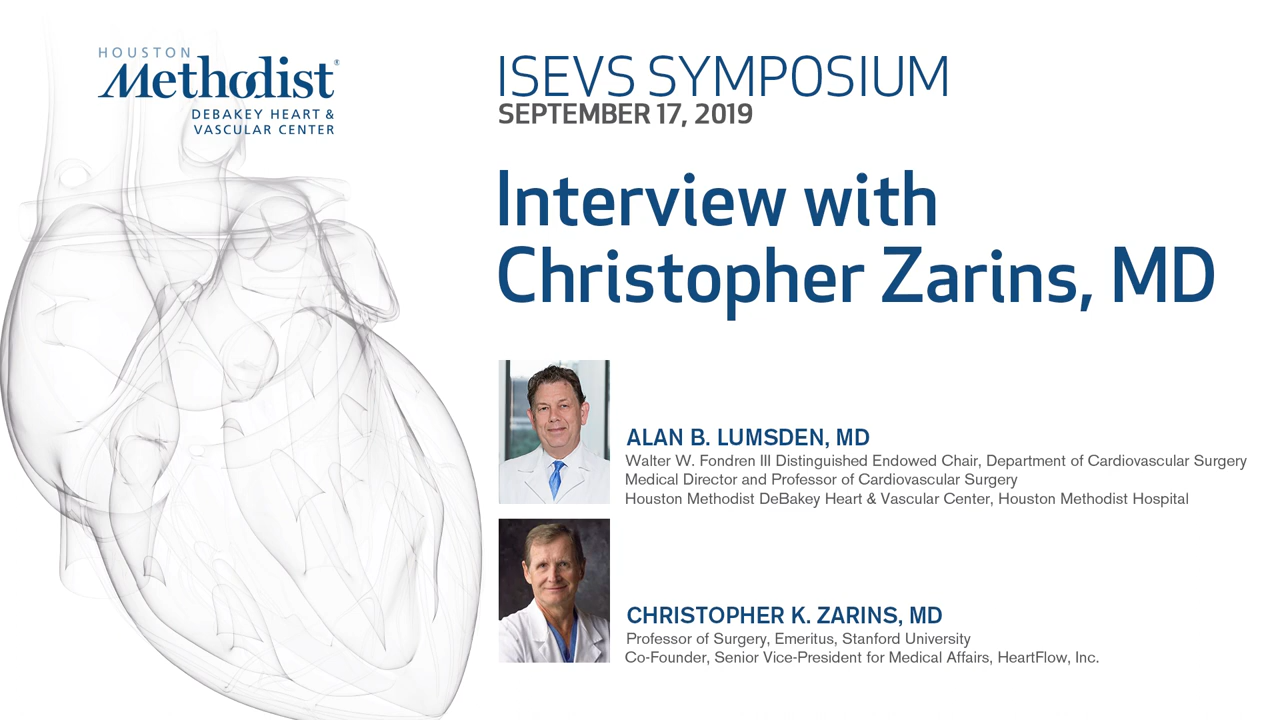 HOUSTON
Methodist®
DEBAKEY HEART &
VASCULAR CENTER
ISEVS SYMPOSIUM
SEPTEMBER 17, 2019
Interview with
Christopher Zarins, MD
ALAN B. LUMSDEN, MD
Walter W. Fondren III Distinguished Endowed Chair, Department of Cardiovascular Surgery
Medical Director and Professor of Cardiovascular Surgery
Houston Methodist DeBakey Heart & Vascular Center, Houston Methodist Hospital
CHRISTOPHER K. ZARINS, MD
Professor of Surgery, Emeritus, Stanford University
Co-Founder, Senior Vice-President for Medical Affairs, HeartFlow, Inc.